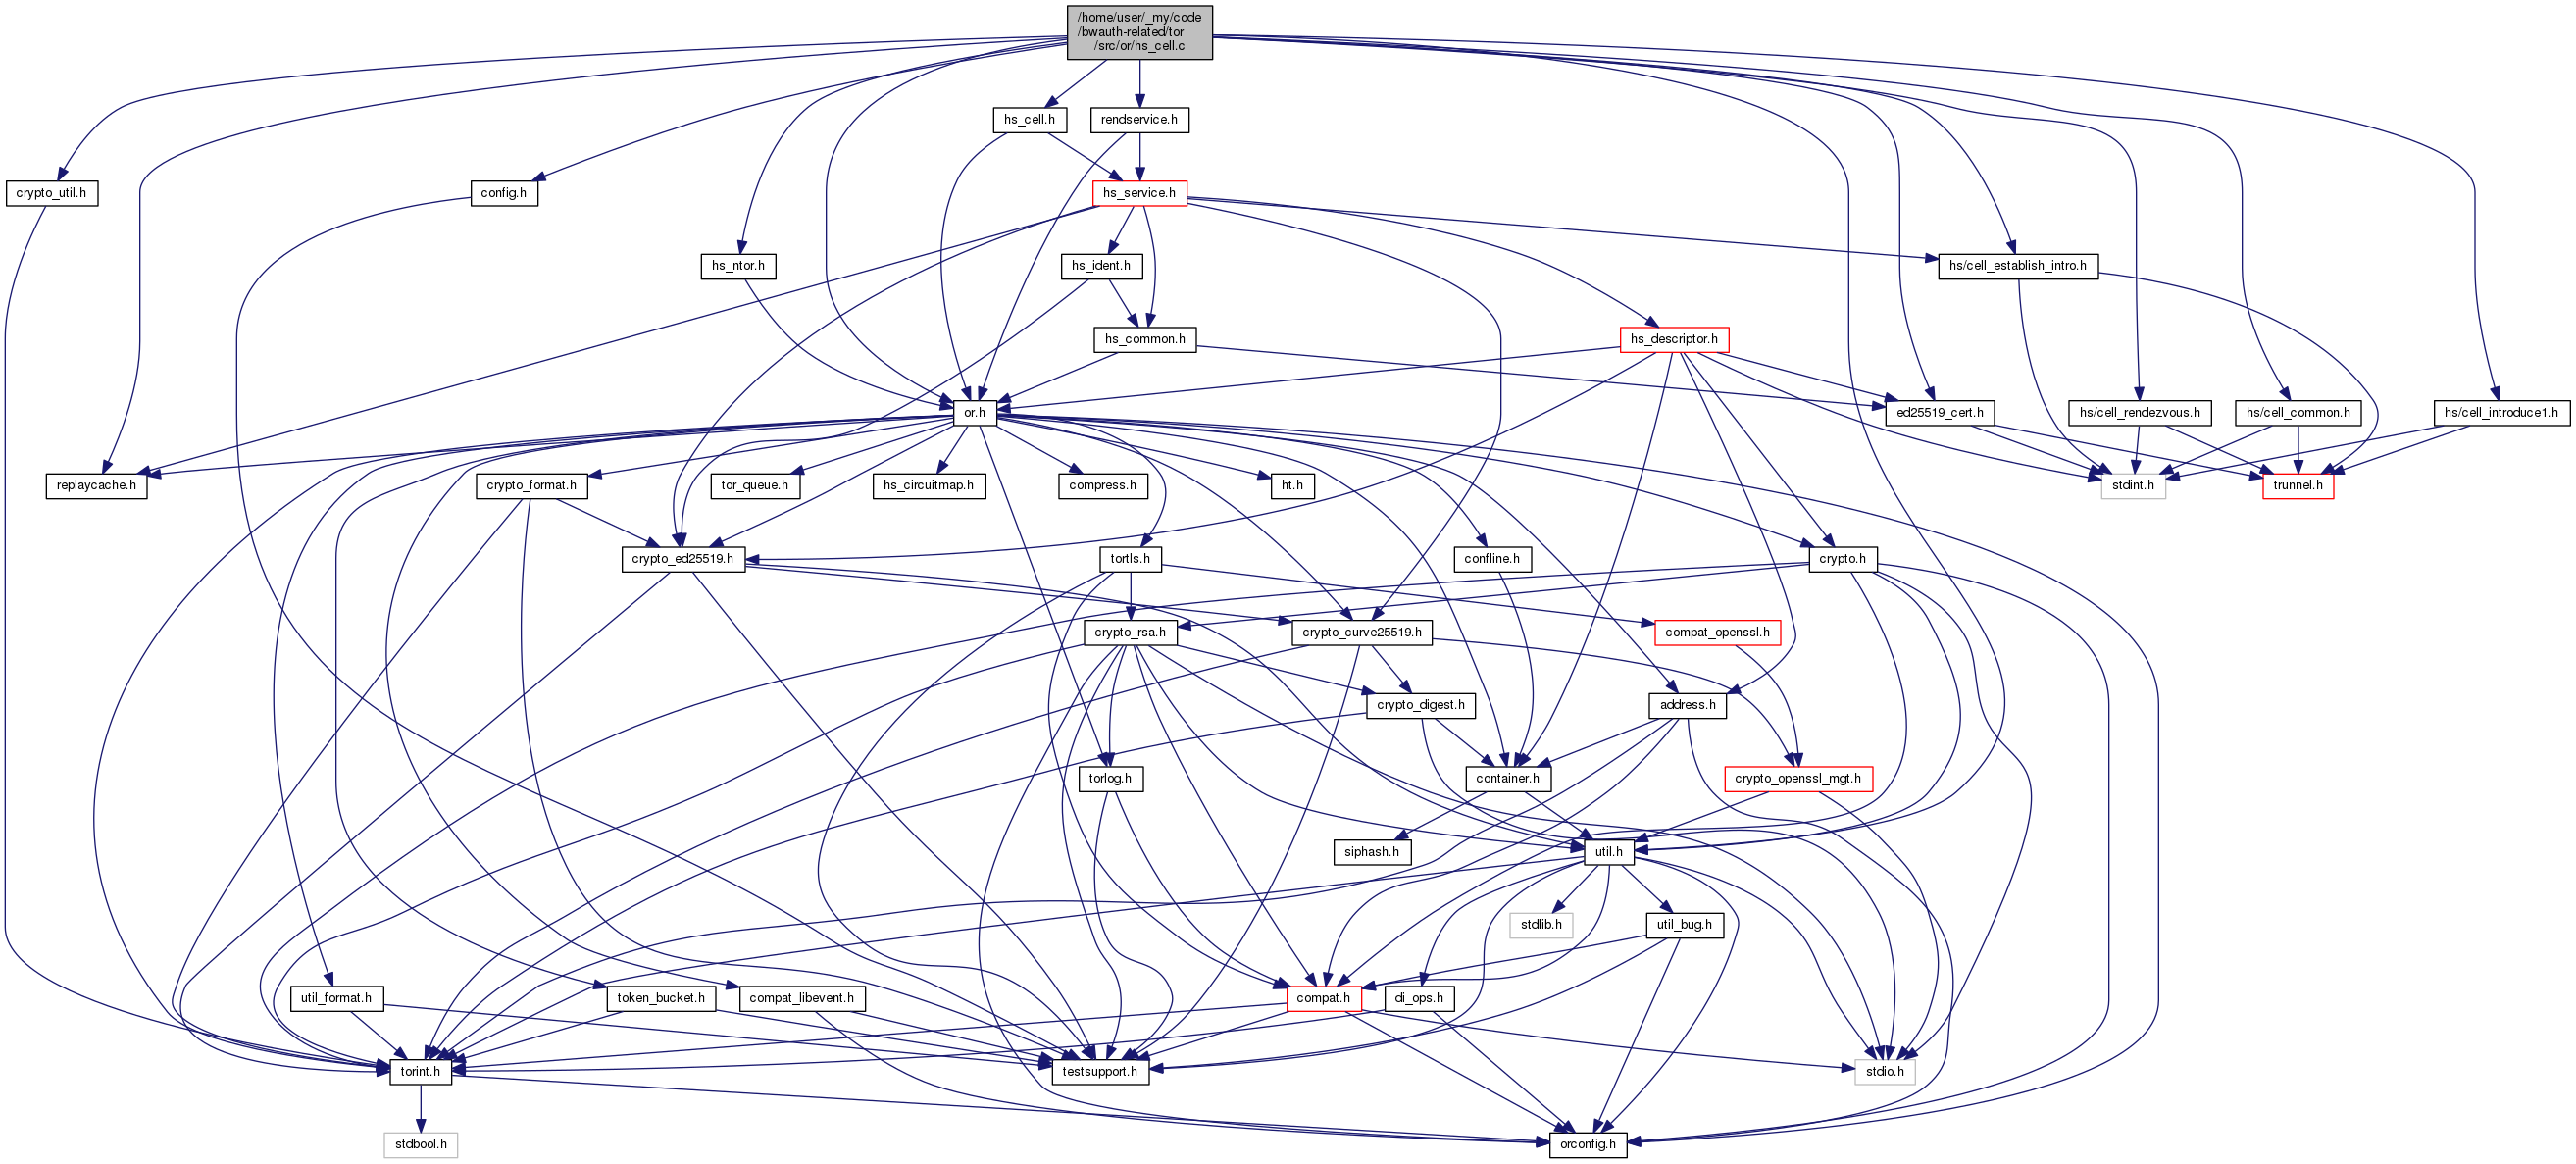 /home/user/_my/code
/bwauth-related/tor
/src/or/hs_cell.c
hs_cell.h
rendservice.h
crypto_util.h
config.h
hs_service.h
hs_ntor.h
hs_ident.h
hs/cell_establish_intro.h
hs_common.h
hs_descriptor.h
or.h
ed25519_cert.h
hs/cell_rendezvous.h
hs/cell_common.h
hs/cell_introduce1.h
replaycache.h
crypto_format.h
tor_queue.h
hs_circuitmap.h
compress.h
ht.h
stdint.h
trunnel.h
crypto_ed25519.h
tortls.h
confline.h
crypto.h
crypto_rsa.h
crypto_curve25519.h
compat_openssl.h
crypto_digest.h
address.h
torlog.h
container.h
crypto_openssl_mgt.h
siphash.h
util.h
stdlib.h
util_bug.h
util_format.h
token_bucket.h
compat_libevent.h
compat.h
di_ops.h
torint.h
testsupport.h
stdio.h
stdbool.h
orconfig.h